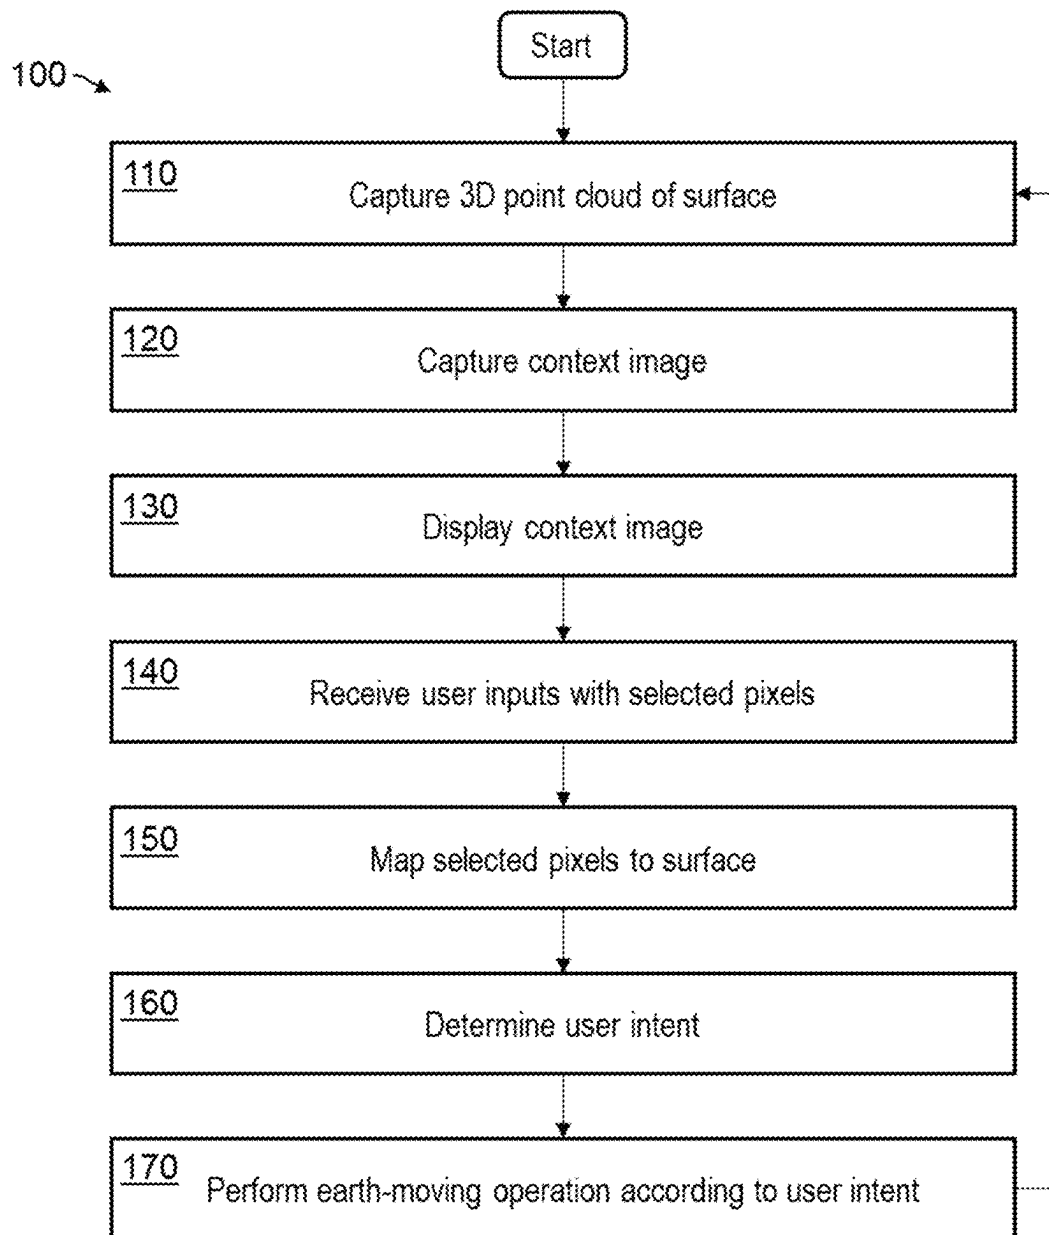 Start
100
110
Capture 3D point cloud of surface
120
Capture context image
130
Display context image
140
Receive user inputs with selected pixels
150
Map selected pixels to surface
160
Determine user intent
170
Perform earth-moving operation according to user intent